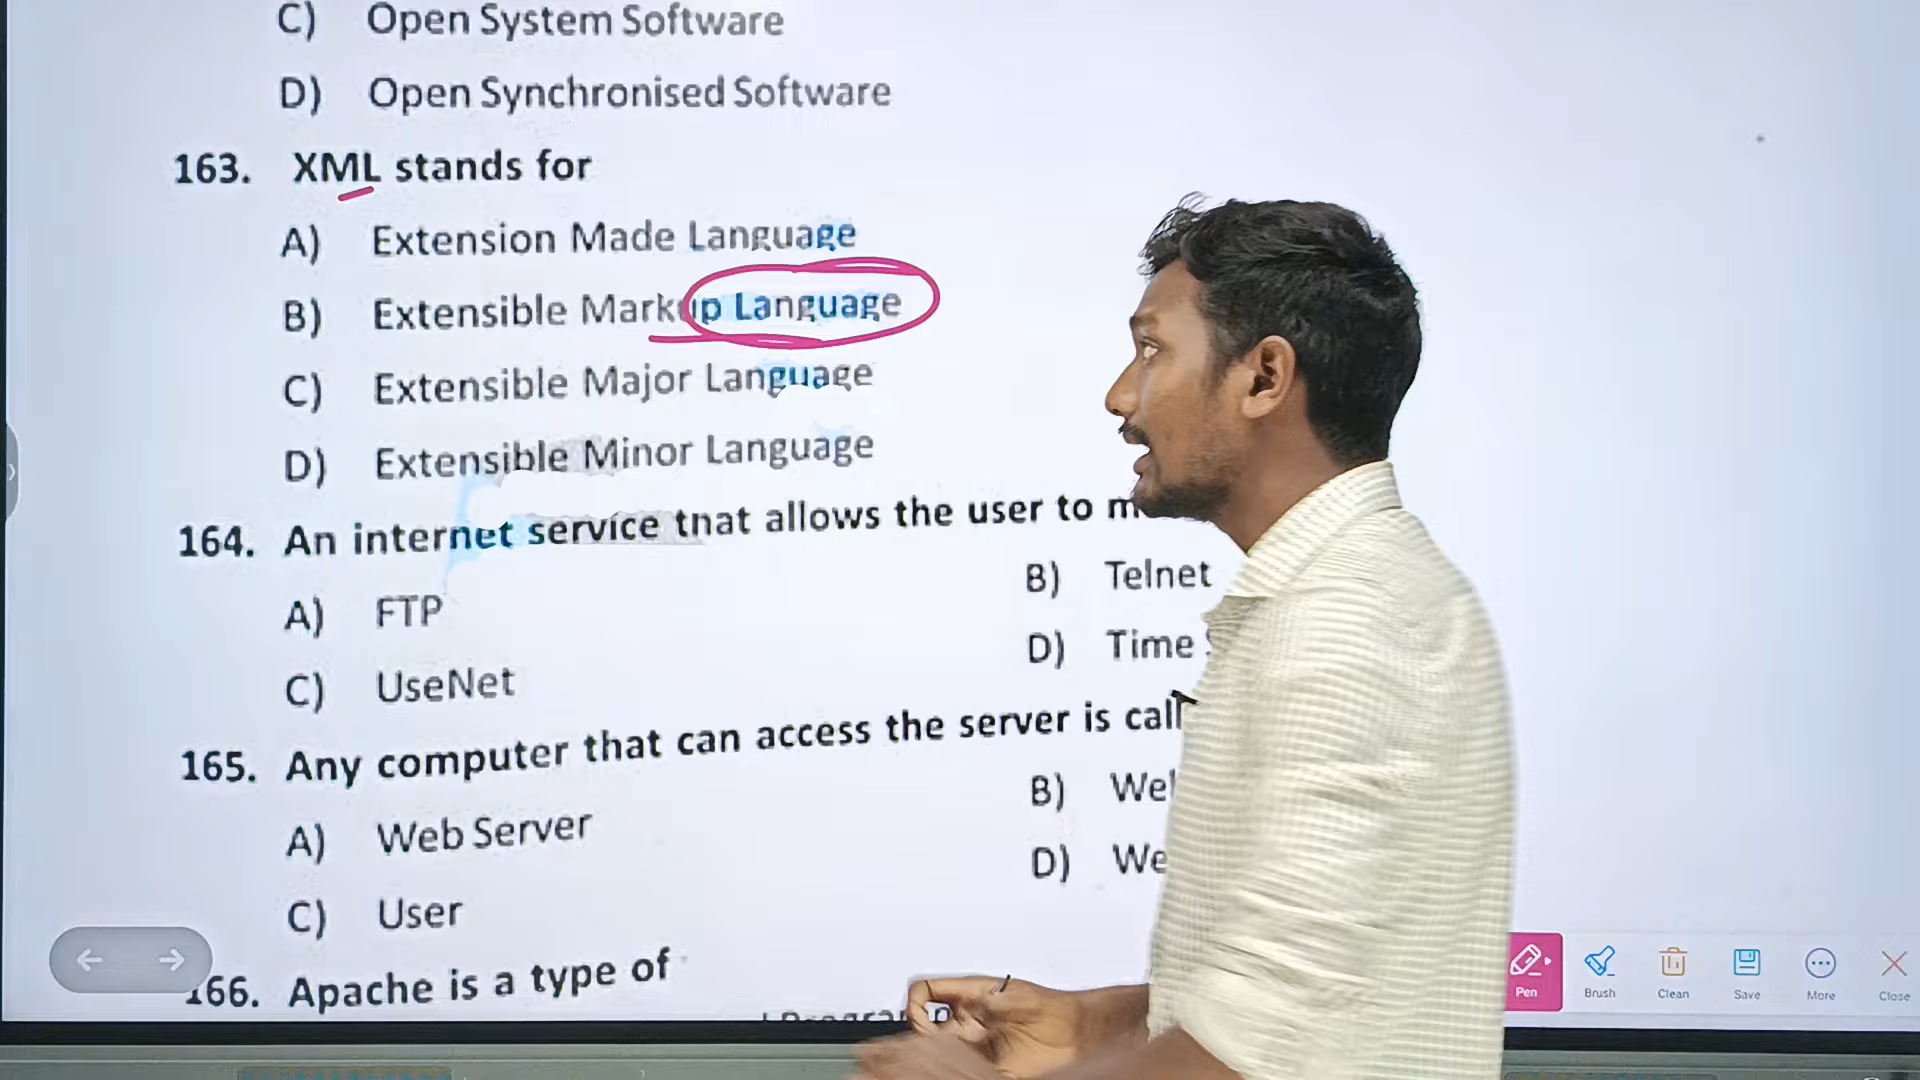 C) Open System Software
D) Open Synchronised Software
163. XML stands for
A) Extension Made Language
B) Extensible Markup Language
C) Extensible Major Language
D) Extensible Minor Language
164. An internet service that allows the user to
A) FTP
B) Telnet
C) UseNet
D) Time
165. Any computer that can access the server is
A) Web Server
B)
C) User
D)
166. Apache is a type of
Pen
Brush
Clean
Save
More
Close